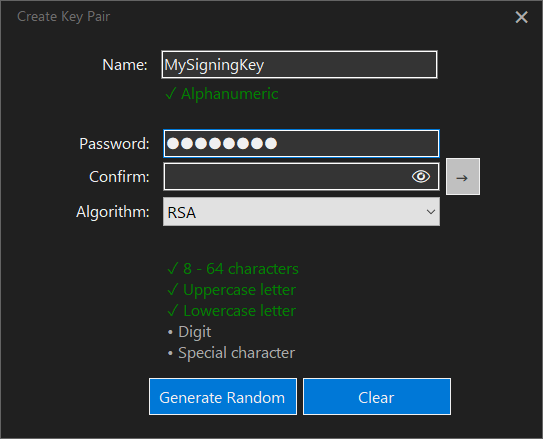 Create Key Pair
Name: MySigningKey
✓ Alphanumeric
Password: ●●●●●●●●
Confirm:
→
Algorithm: RSA
✓ 8 - 64 characters
✓ Uppercase letter
✓ Lowercase letter
• Digit
• Special character
Generate Random Clear